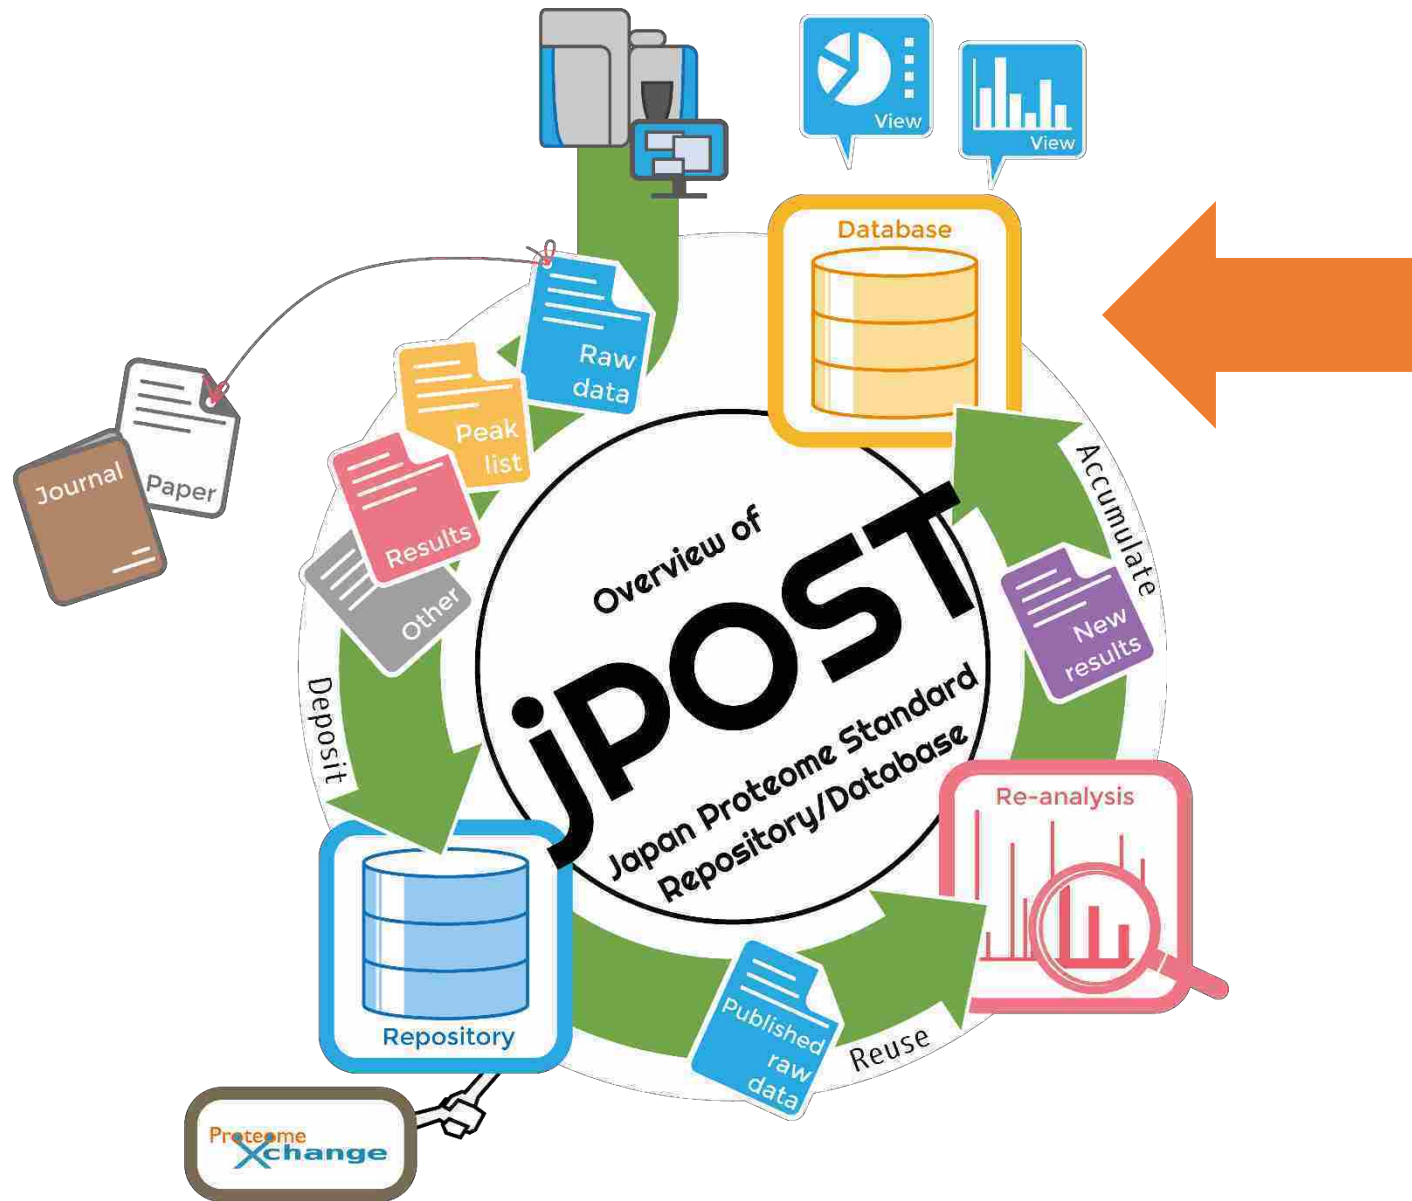 View
View
Database
Raw
data
Peak
list
Results
Other
Journal
Paper
Overview of
jPOST
Japan Proteome Standard
Repository/Database
Accumulate
New
results
Deposit
Re-analysis
Repository
Published
raw
data
Reuse
Proteome
Xchange